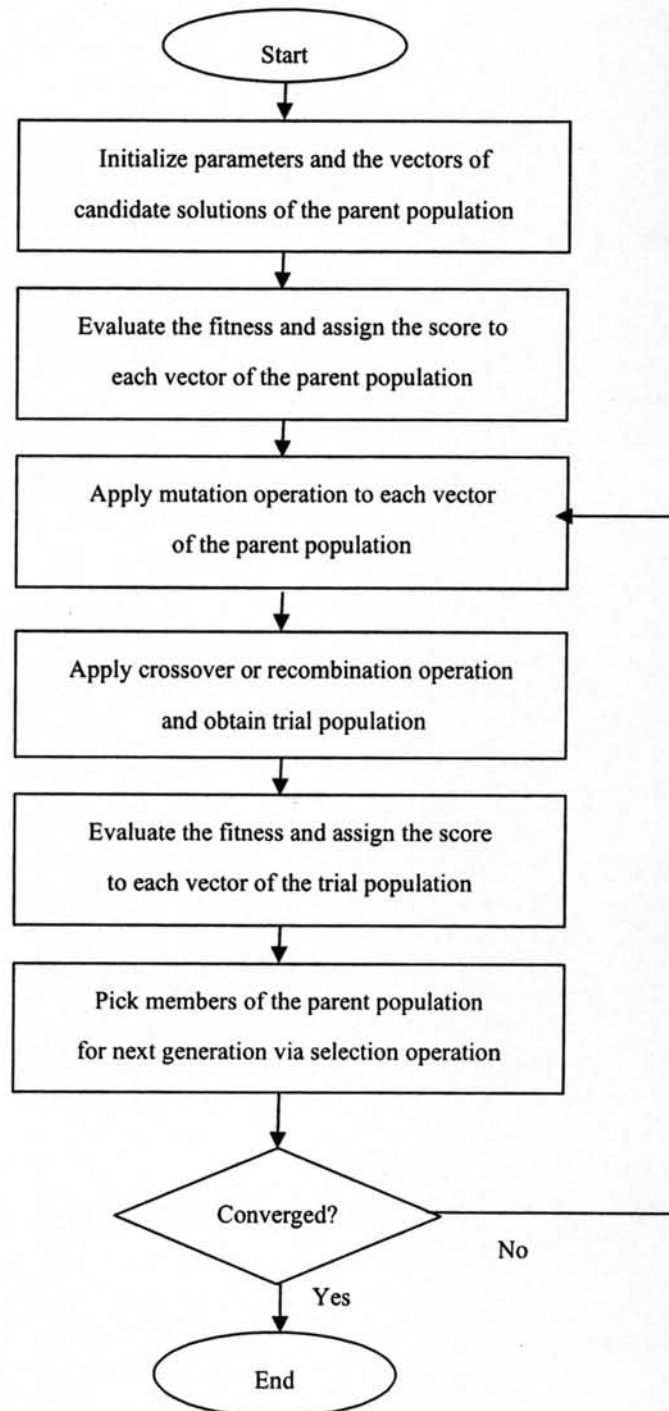 Start
Initialize parameters and the vectors of
candidate solutions of the parent population
Evaluate the fitness and assign the score to
each vector of the parent population
Apply mutation operation to each vector
of the parent population
Apply crossover or recombination operation
and obtain trial population
Evaluate the fitness and assign the score
to each vector of the trial population
Pick members of the parent population
for next generation via selection operation
Converged?
No
Yes
End